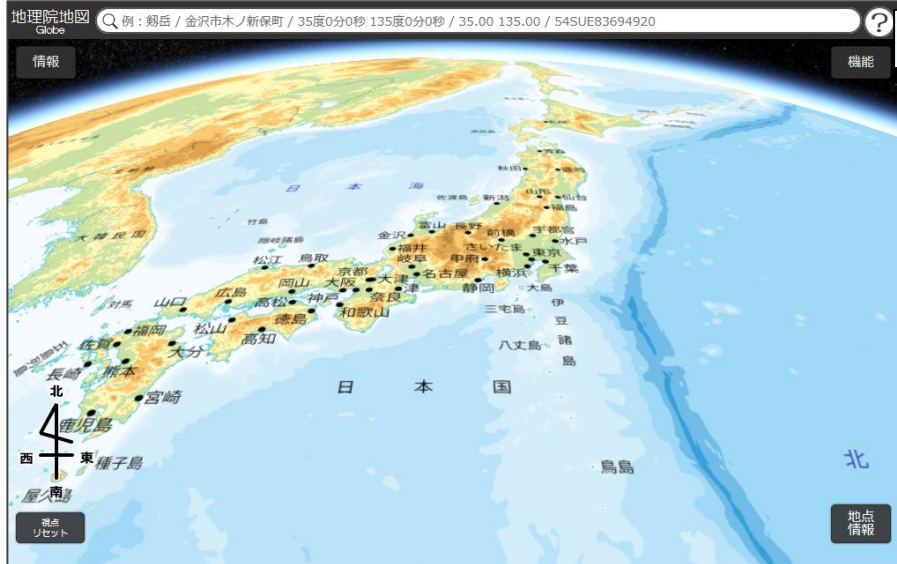 地理院地図
Globe
例：剱岳 / 金沢市木ノ新保町 / 35度0分0秒 135度0分0秒 / 35.00 135.00 / 54SUE83694920
?
情報
機能
日 本 海
竹島
隠岐諸島
大韓民国
対馬
佐渡島
新潟
秋田
青森
盛岡
山形
仙台
福島
富山
長野
前橋
宇都宮
水戸
金沢
福井
さいたま
東京
岐阜
甲府
千葉
横浜
名古屋
静岡
大島
松江
鳥取
京都
大津
津
岡山
大阪
神戸
奈良
和歌山
山口
広島
高松
徳島
松山
高知
福岡
佐賀
大分
長崎
熊本
宮崎
鹿児島
三宅島
伊豆諸島
八丈島
日 本 国
鳥島
種子島
屋久島
北
北
西
東
南
視点
リセット
地点
情報